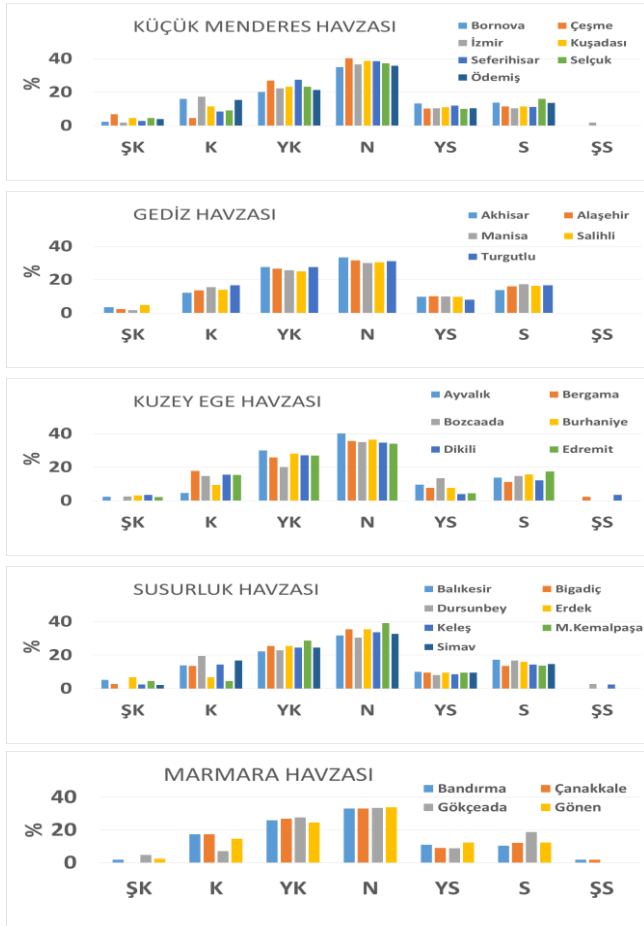 KÜÇÜK MENDERES HAVZASI
Bornova Çeşme
İzmir Kuşadası
Seferihisar Selçuk
Ödemiş
%
40
20
0
ŞK K YK N YS S ŞS
GEDİZ HAVZASI
Akhisar Alaşehir
Manisa Salihli
Turgutlu
%
40
20
0
ŞK K YK N YS S ŞS
KUZEY EGE HAVZASI
Ayvalık Bergama
Bozcaada Burhaniye
Dikili Edremit
%
40
20
0
ŞK K YK N YS S ŞS
SUSURLUK HAVZASI
Balıkesir Bigadiç
Dursunbey Erdek
Keleş M.Kemalpaşa
Simav
%
40
20
0
ŞK K YK N YS S ŞS
MARMARA HAVZASI
Bandırma Çanakkale
Gökçeada Gönen
%
40
20
0
ŞK K YK N YS S ŞS